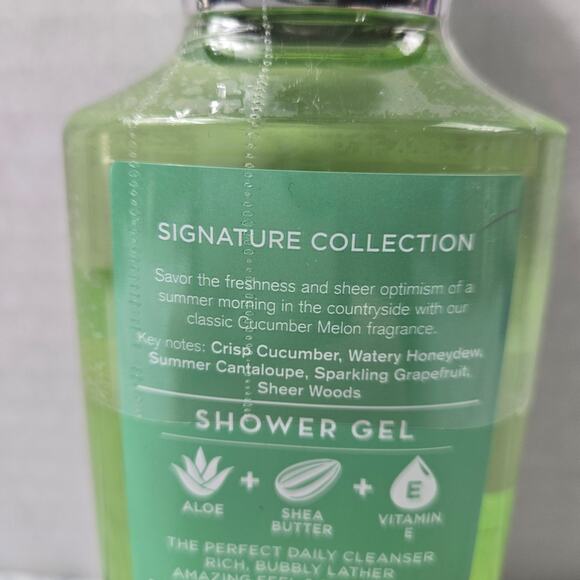 SIGNATURE COLLECTION
Savor the freshness and sheer optimism of a
summer morning in the countryside with our
classic Cucumber Melon fragrance.
Key notes: Crisp Cucumber, Watery Honeydew,
Summer Cantaloupe, Sparkling Grapefruit,
Sheer Woods
SHOWER GEL
ALOE + SHEA BUTTER + E VITAMIN E
THE PERFECT DAILY CLEANSER
RICH, BUBBLY LATHER
AMAZING FEEL